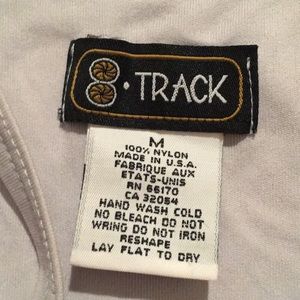 8·TRACK
M
100% NYLON
MADE IN U.S.A.
FABRIQUE AUX
ETATS-UNIS
RN 66170
CA 32054
HAND WASH COLD
NO BLEACH DO NOT
WRING DO NOT IRON
RESHAPE
LAY FLAT TO DRY